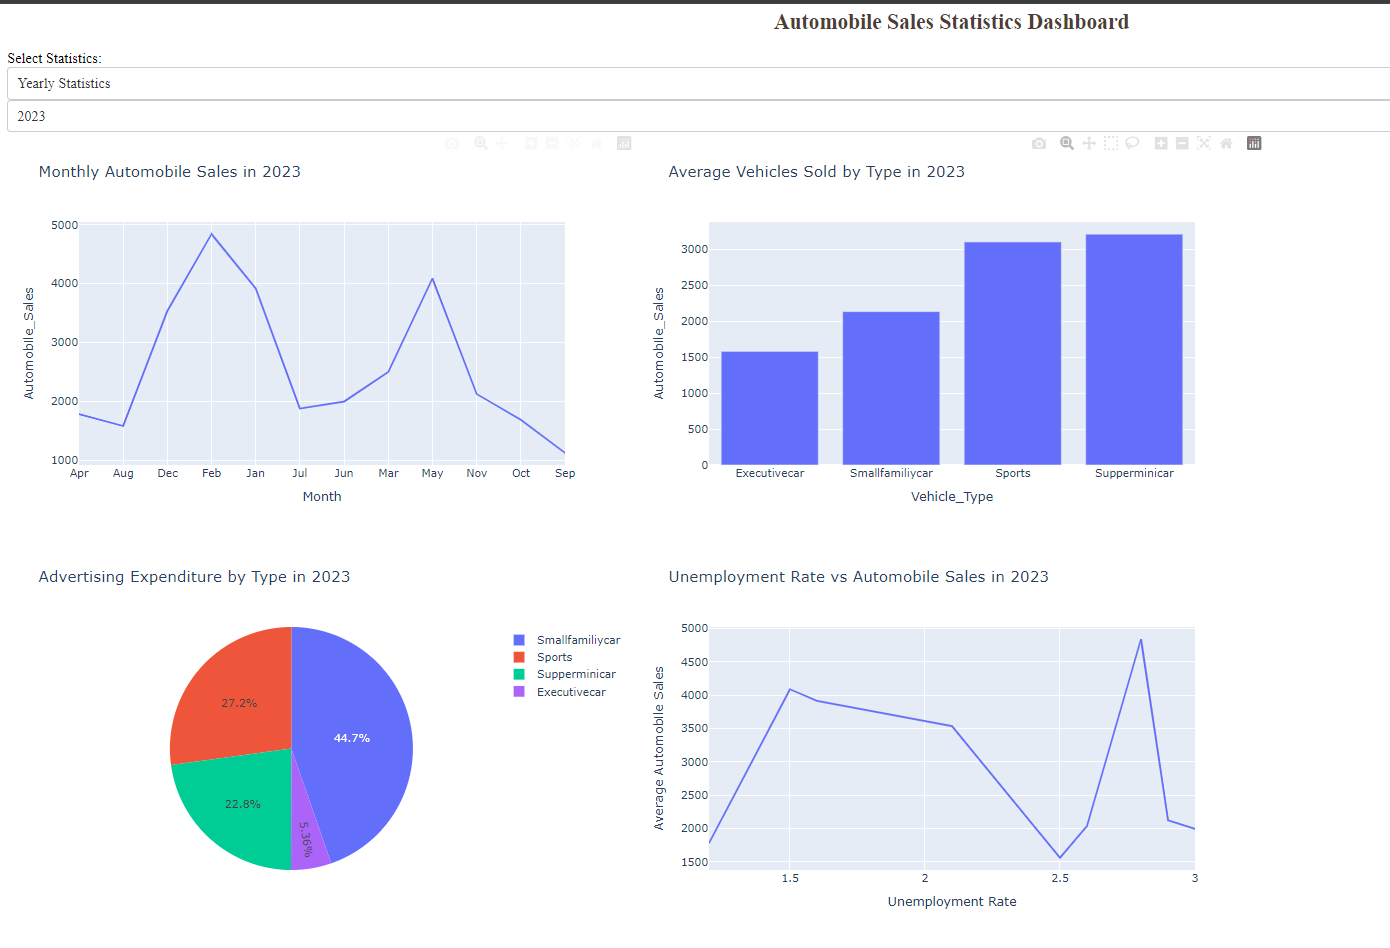 Automobile Sales Statistics Dashboard
Select Statistics:
Yearly Statistics
2023
Monthly Automobile Sales in 2023
5000
4000
3000
2000
1000
Automobile_Sales
Apr Aug Dec Feb Jan Jul Jun Mar May Nov Oct Sep
Month
Average Vehicles Sold by Type in 2023
3000
2500
2000
1500
1000
500
0
Automobile_Sales
Executivecar Smallfamiliycar Sports Supperminicar
Vehicle_Type
Advertising Expenditure by Type in 2023
27.2%
44.7%
22.8%
5.36%
Smallfamiliycar
Sports
Supperminicar
Executivecar
Unemployment Rate vs Automobile Sales in 2023
5000
4500
4000
3500
3000
2500
2000
1500
Average Automobile Sales
1.5 2 2.5 3
Unemployment Rate